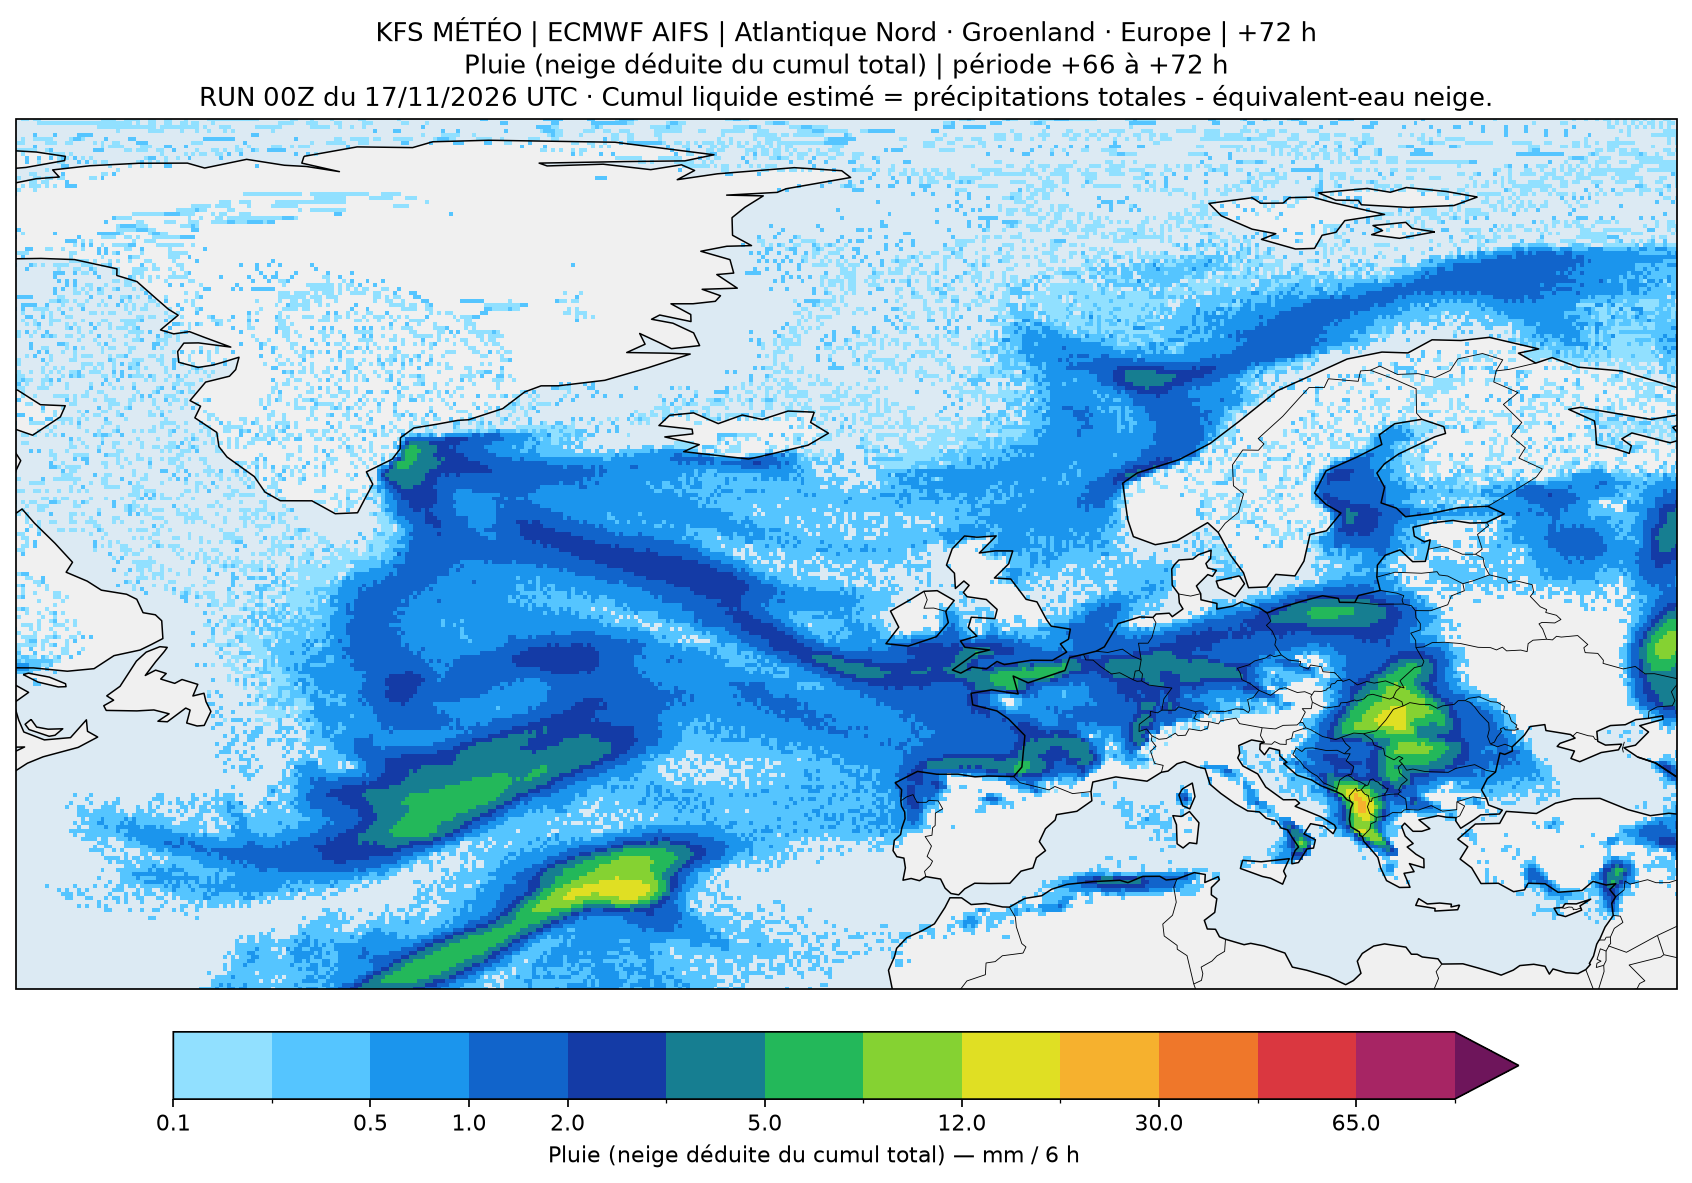 KFS MÉTÉO | ECMWF AIFS | Atlantique Nord · Groenland · Europe | +72 h
Pluie (neige déduite du cumul total) | période +66 à +72 h
RUN 00Z du 17/11/2026 UTC · Cumul liquide estimé = précipitations totales - équivalent-eau neige.
0.1 0.5 1.0 2.0 5.0 12.0 30.0 65.0
Pluie (neige déduite du cumul total) — mm / 6 h